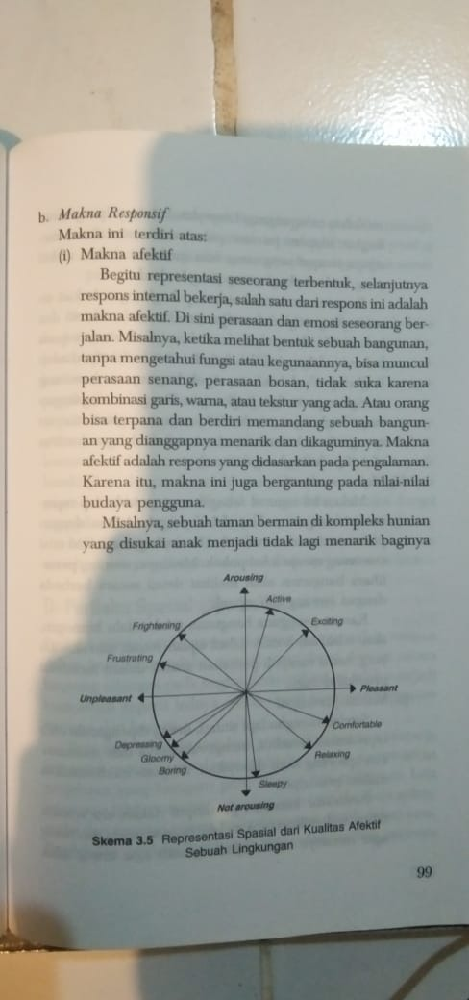 b. Makna Responsif
Makna ini terdiri atas:
(i) Makna afektif
Begitu representasi seseorang terbentuk, selanjutnya
respons internal bekerja, salah satu dari respons ini adalah
makna afektif. Di sini perasaan dan emosi seseorang ber-
jalan. Misalnya, ketika melihat bentuk sebuah bangunan,
tanpa mengetahui fungsi atau kegunaannya, bisa muncul
perasaan senang, perasaan bosan, tidak suka karena
kombinasi garis, warna, atau tekstur yang ada. Atau orang
bisa terpana dan berdiri memandang sebuah bangun-
an yang dianggapnya menarik dan dikaguminya. Makna
afektif adalah respons yang didasarkan pada pengalaman.
Karena itu, makna ini juga bergantung pada nilai-nilai
budaya pengguna.
Misalnya, sebuah taman bermain di kompleks hunian
yang disukai anak menjadi tidak lagi menarik baginya
Arousing
Active
Frightening
Exciting
Frustrating
Unpleasant
Pleasant
Comfortable
Depressing
Gloomy
Relaxing
Boring
Sleepy
Not arousing
Skema 3.5 Representasi Spasial dari Kualitas Afektif
Sebuah Lingkungan
99